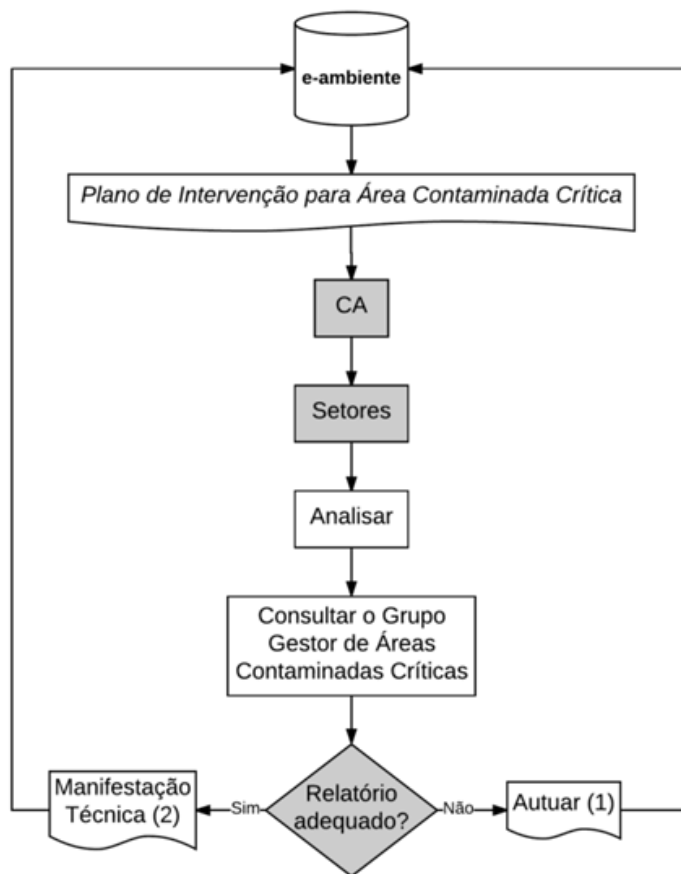 e-ambiente
Plano de Intervenção para Área Contaminada Crítica
CA
Setores
Analisar
Consultar o Grupo
Gestor de Áreas
Contaminadas Críticas
Relatório
adequado?
Sim
Manifestação
Técnica (2)
Não
Autuar (1)